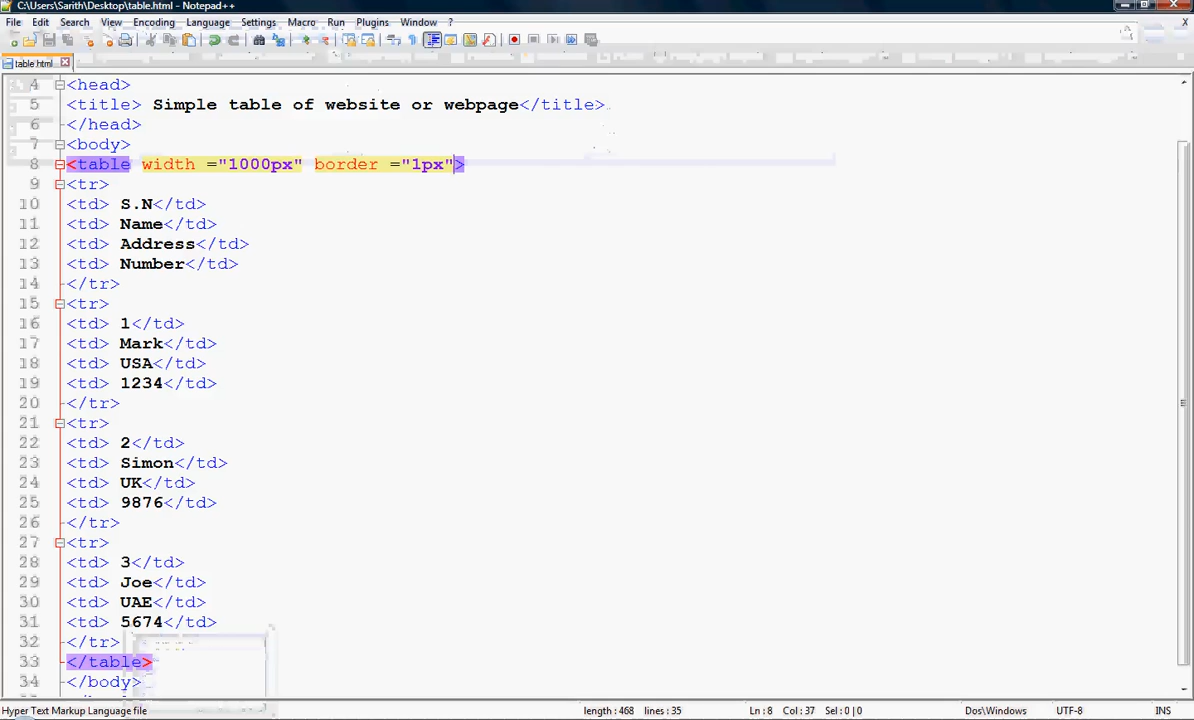 C:\Users\Sarith\Desktop\table.html - Notepad++
File Edit Search View Encoding Language Settings Macro Run Plugins Window ?
X
table html
4 <head>
5 <title> Simple table of website or webpage</title>
6 </head>
7 <body>
8 <table width ="1000px" border ="1px">
9 <tr>
10 <td> S.N</td>
11 <td> Name</td>
12 <td> Address</td>
13 <td> Number</td>
14 </tr>
15 <tr>
16 <td> 1</td>
17 <td> Mark</td>
18 <td> USA</td>
19 <td> 1234</td>
20 </tr>
21 <tr>
22 <td> 2</td>
23 <td> Simon</td>
24 <td> UK</td>
25 <td> 9876</td>
26 </tr>
27 <tr>
28 <td> 3</td>
29 <td> Joe</td>
30 <td> UAE</td>
31 <td> 5674</td>
32 </tr>
33 </table>
34 </body>
Hyper Text Markup Language file length : 468 lines : 35 Ln : 8 Col : 37 Sel : 0 | 0 Dos\Windows UTF-8 INS